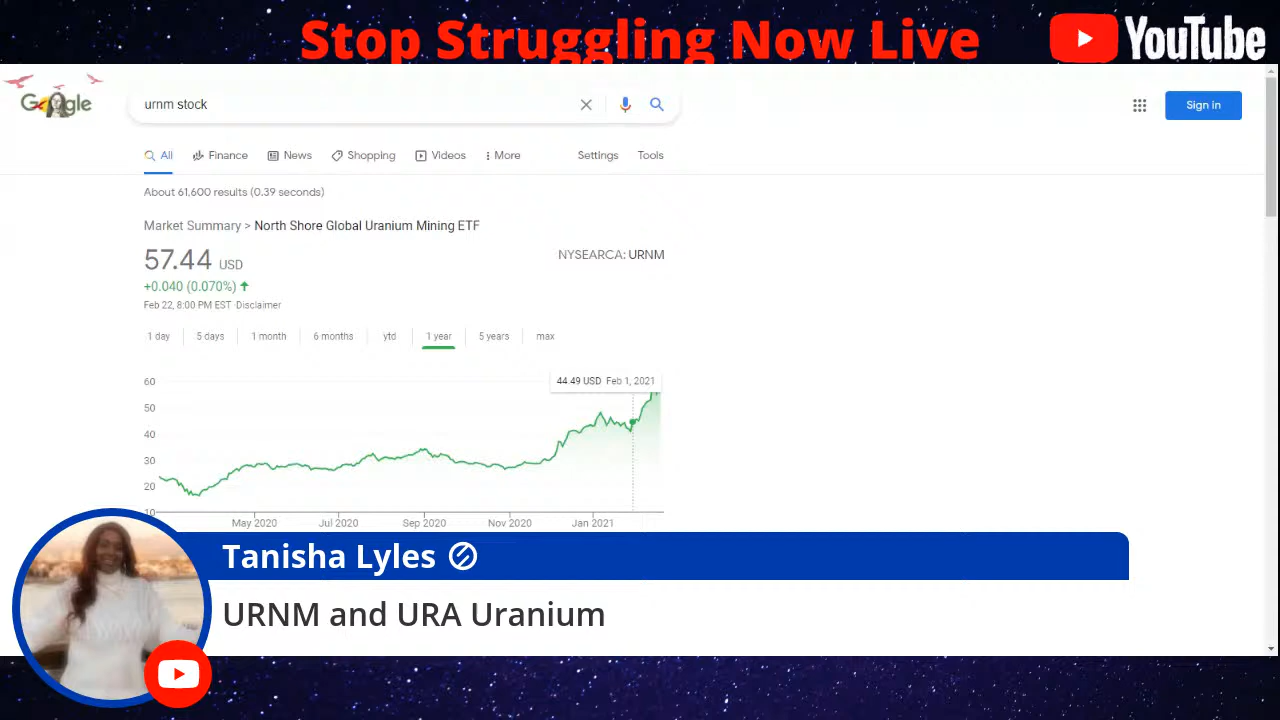 Stop Struggling Now Live
YouTube
Google
urnm stock
Sign in
All Finance News Shopping Videos More Settings Tools
About 61,600 results (0.39 seconds)
Market Summary > North Shore Global Uranium Mining ETF
57.44 USD
NYSEARCA: URNM
+0.040 (0.070%)
Feb 22, 8:00 PM EST · Disclaimer
1 day 5 days 1 month 6 months ytd 1 year 5 years max
44.49 USD Feb 1, 2021
60
50
40
30
20
10
May 2020 Jul 2020 Sep 2020 Nov 2020 Jan 2021
Tanisha Lyles
URNM and URA Uranium